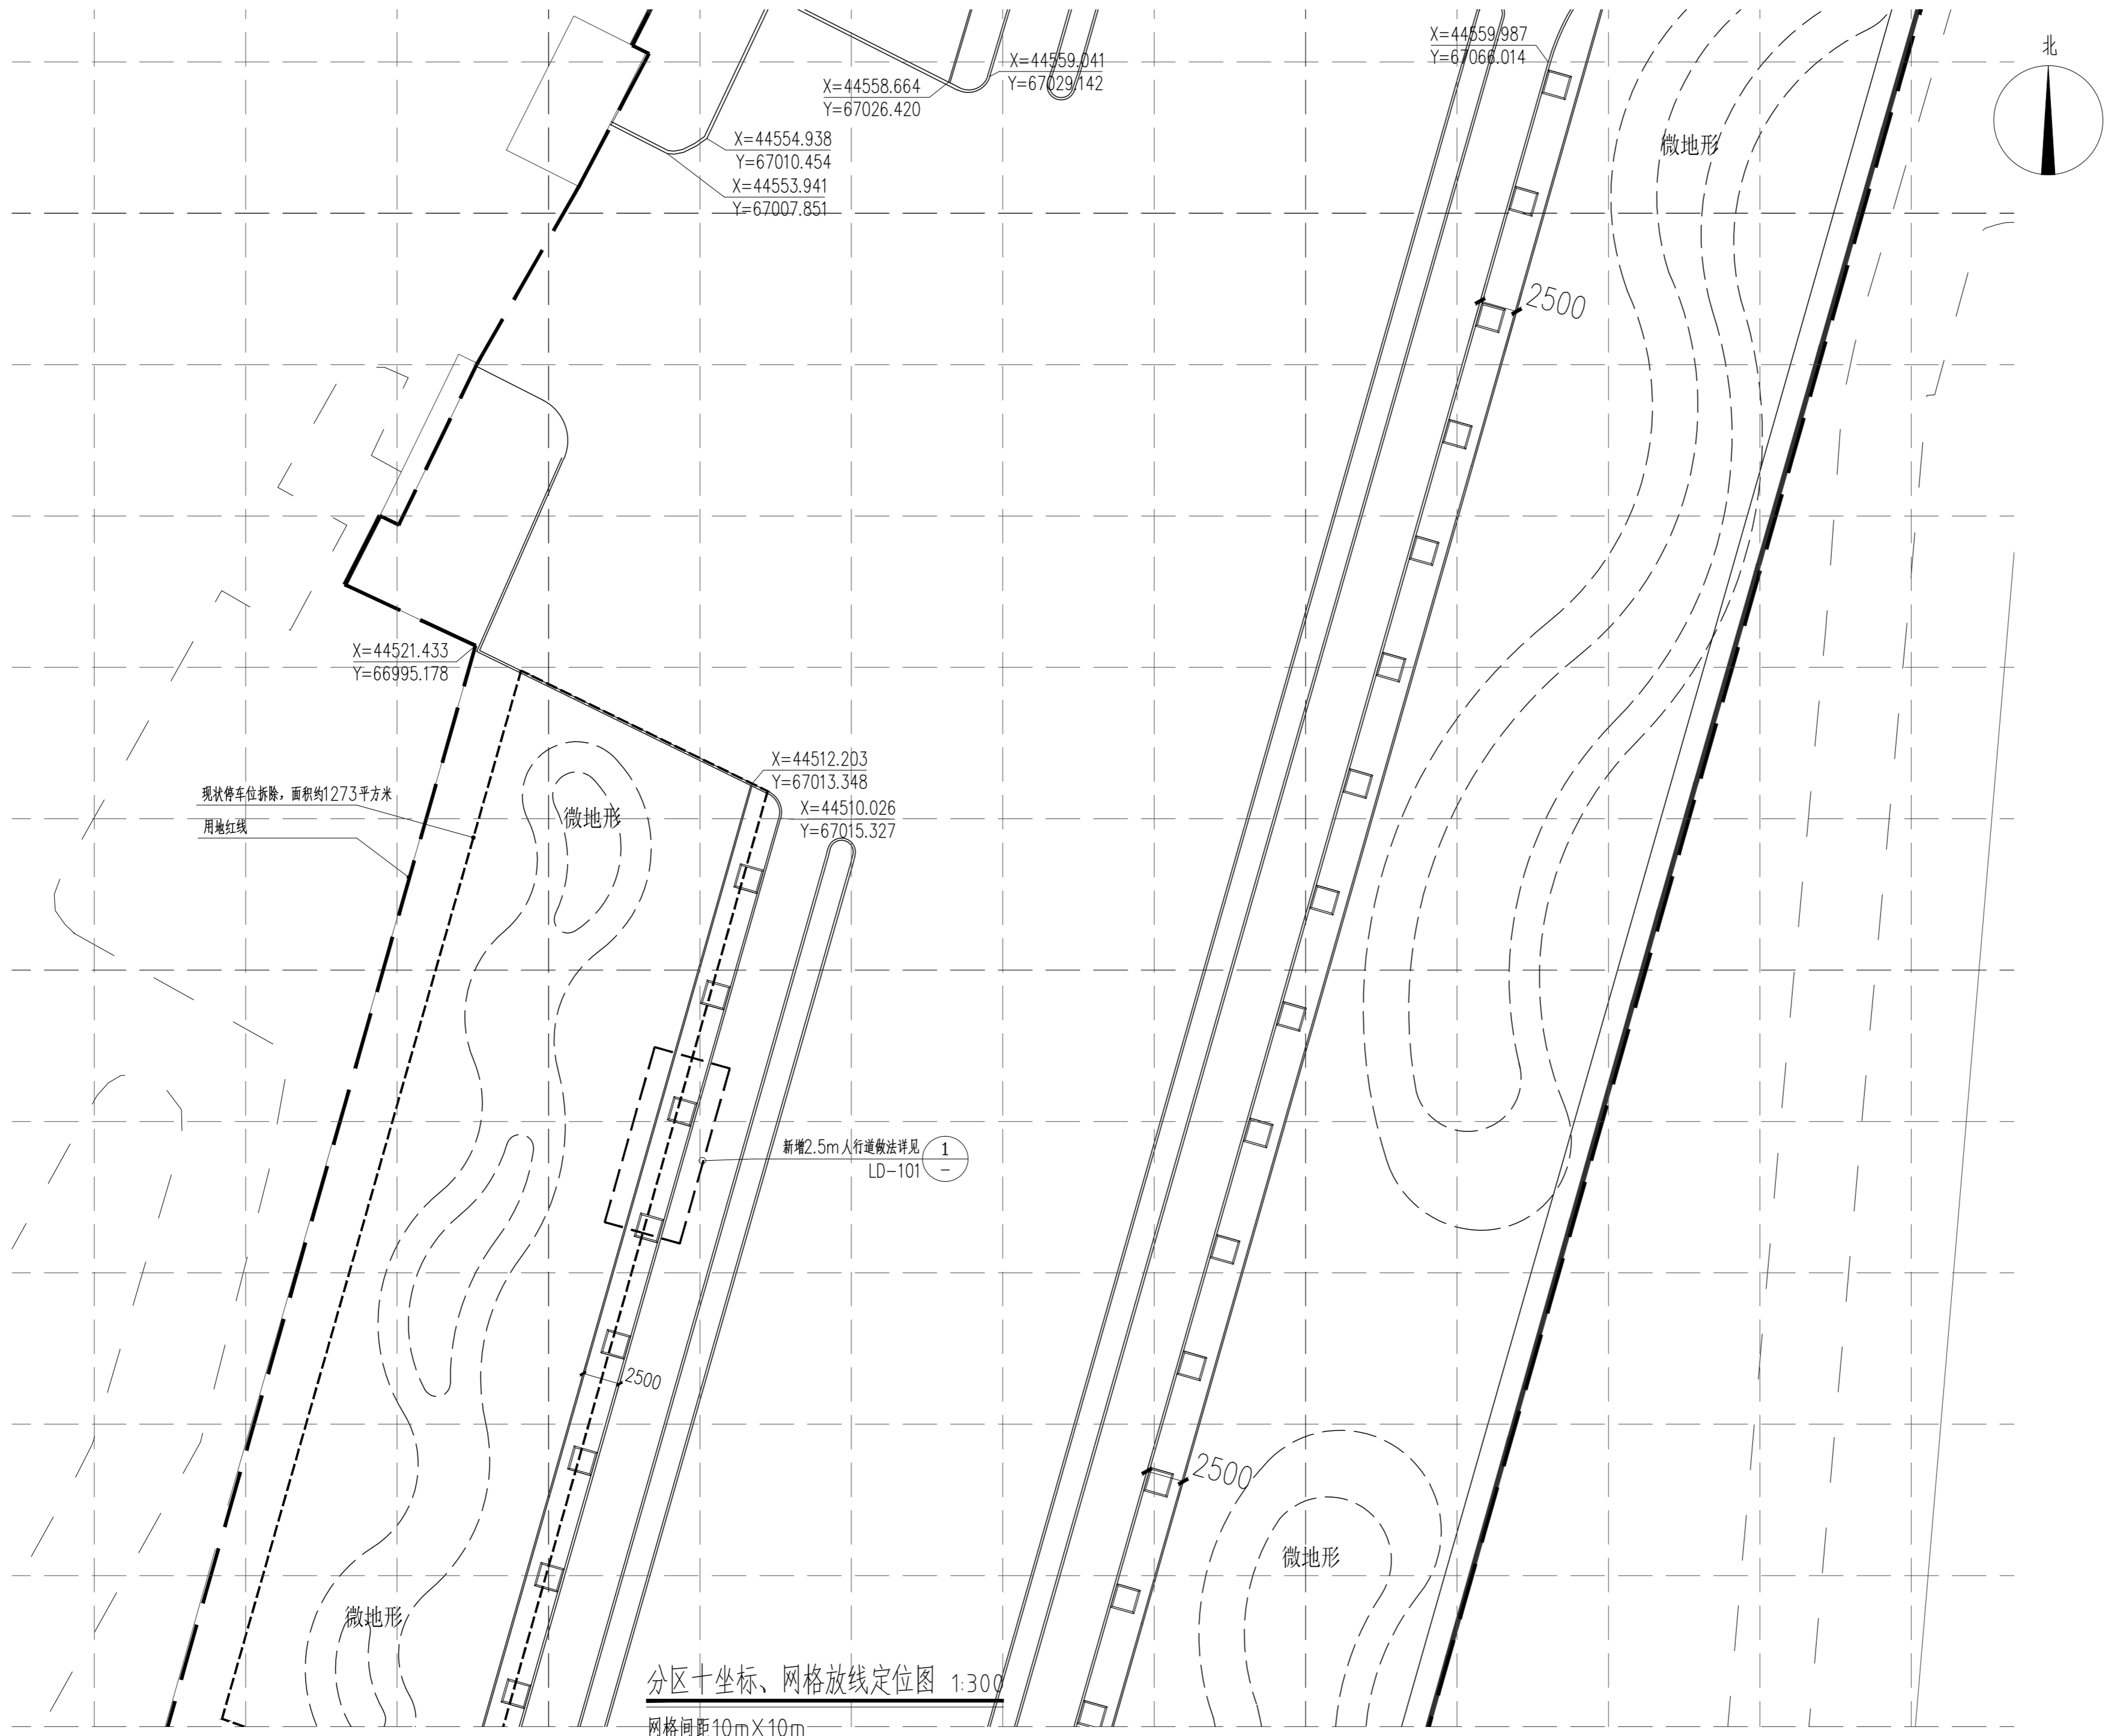 X=44559.987
Y=67066.014
北
X=44559.041
Y=67029.142
X=44558.664
Y=67026.420
X=44554.938
Y=67010.454
X=44553.941
Y=67007.851
微地形
2500
X=44521.433
Y=66995.178
X=44512.203
Y=67013.348
X=44510.026
Y=67015.327
现状停车位拆除，面积约1273平方米
用地红线
微地形
新增2.5m人行道做法详见
LD-101
1
-
2500
2500
微地形
微地形
分区十坐标、网格放线定位图 1:300
网格间距10mX10m